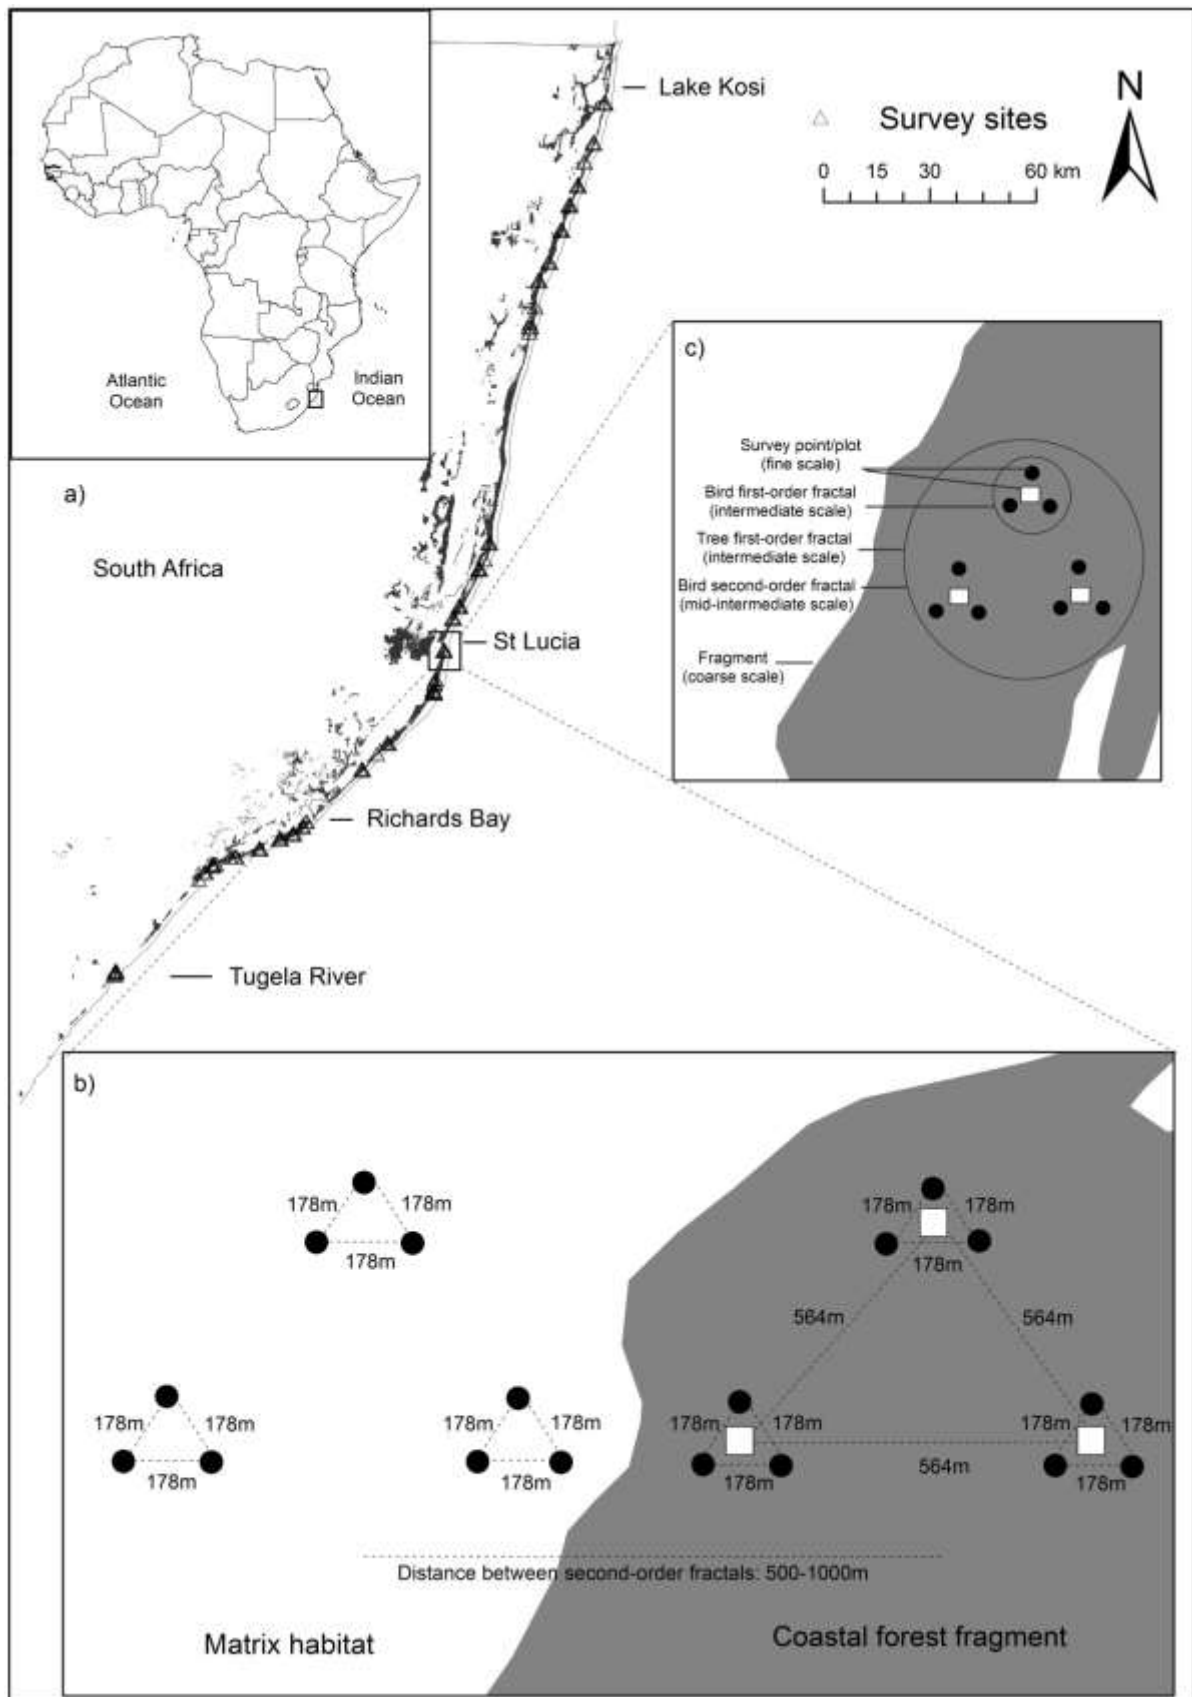 Lake Kosi
N
Survey sites
0 15 30 60 km
Atlantic
Ocean
Indian
Ocean
a)
South Africa
St Lucia
Richards Bay
Tugela River
c)
Survey point/plot
(fine scale)
Bird first-order fractal
(intermediate scale)
Tree first-order fractal
(intermediate scale)
Bird second-order fractal
(mid-intermediate scale)
Fragment
(coarse scale)
b)
178m 178m
178m
178m 178m
178m
564m 564m
178m 178m
178m
178m 178m
178m
178m 178m
178m
178m 178m
178m
564m
Distance between second-order fractals: 500-1000m
Matrix habitat
Coastal forest fragment